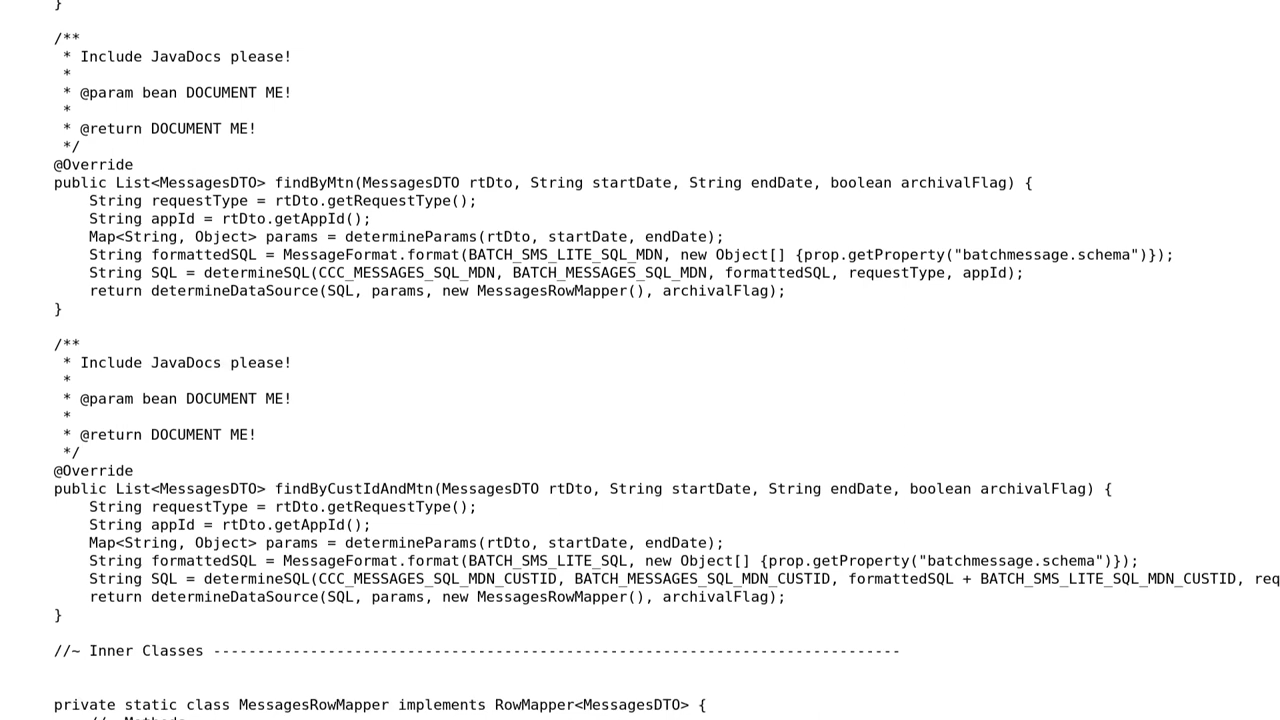 }
/**
* Include JavaDocs please!
*
* @param bean DOCUMENT ME!
*
* @return DOCUMENT ME!
*/
@Override
public List<MessagesDTO> findByMtn(MessagesDTO rtDto, String startDate, String endDate, boolean archivalFlag) {
String requestType = rtDto.getRequestType();
String appId = rtDto.getAppId();
Map<String, Object> params = determineParams(rtDto, startDate, endDate);
String formattedSQL = MessageFormat.format(BATCH_SMS_LITE_SQL_MDN, new Object[] {prop.getProperty("batchmessage.schema")});
String SQL = determineSQL(CCC_MESSAGES_SQL_MDN, BATCH_MESSAGES_SQL_MDN, formattedSQL, requestType, appId);
return determineDataSource(SQL, params, new MessagesRowMapper(), archivalFlag);
}
/**
* Include JavaDocs please!
*
* @param bean DOCUMENT ME!
*
* @return DOCUMENT ME!
*/
@Override
public List<MessagesDTO> findByCustIdAndMtn(MessagesDTO rtDto, String startDate, String endDate, boolean archivalFlag) {
String requestType = rtDto.getRequestType();
String appId = rtDto.getAppId();
Map<String, Object> params = determineParams(rtDto, startDate, endDate);
String formattedSQL = MessageFormat.format(BATCH_SMS_LITE_SQL, new Object[] {prop.getProperty("batchmessage.schema")});
String SQL = determineSQL(CCC_MESSAGES_SQL_MDN_CUSTID, BATCH_MESSAGES_SQL_MDN_CUSTID, formattedSQL + BATCH_SMS_LITE_SQL_MDN_CUSTID, req
return determineDataSource(SQL, params, new MessagesRowMapper(), archivalFlag);
}
//~ Inner Classes ------------------------------------------------------------------------------
private static class MessagesRowMapper implements RowMapper<MessagesDTO> {
//~ Methods